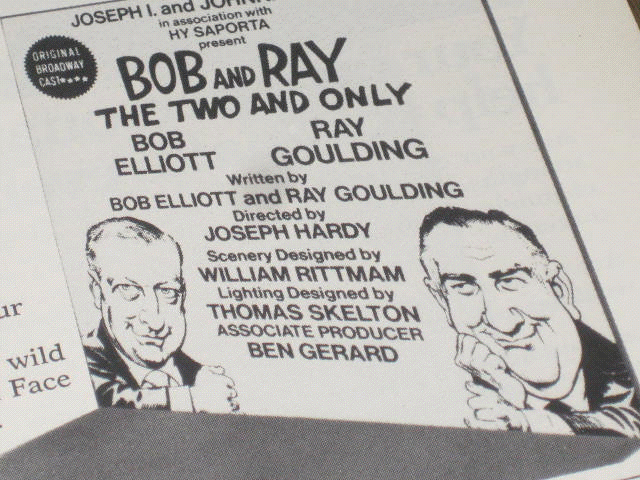 JOSEPH I. and
in association with
HY SAPORTA
present
ORIGINAL
BROADWAY
CAST
BOB AND RAY
THE TWO AND ONLY
BOB
ELLIOTT
RAY
GOULDING
Written by
BOB ELLIOTT and RAY GOULDING
Directed by
JOSEPH HARDY
Scenery Designed by
WILLIAM RITTMAM
Lighting Designed by
THOMAS SKELTON
ASSOCIATE PRODUCER
BEN GERARD
wild
Face